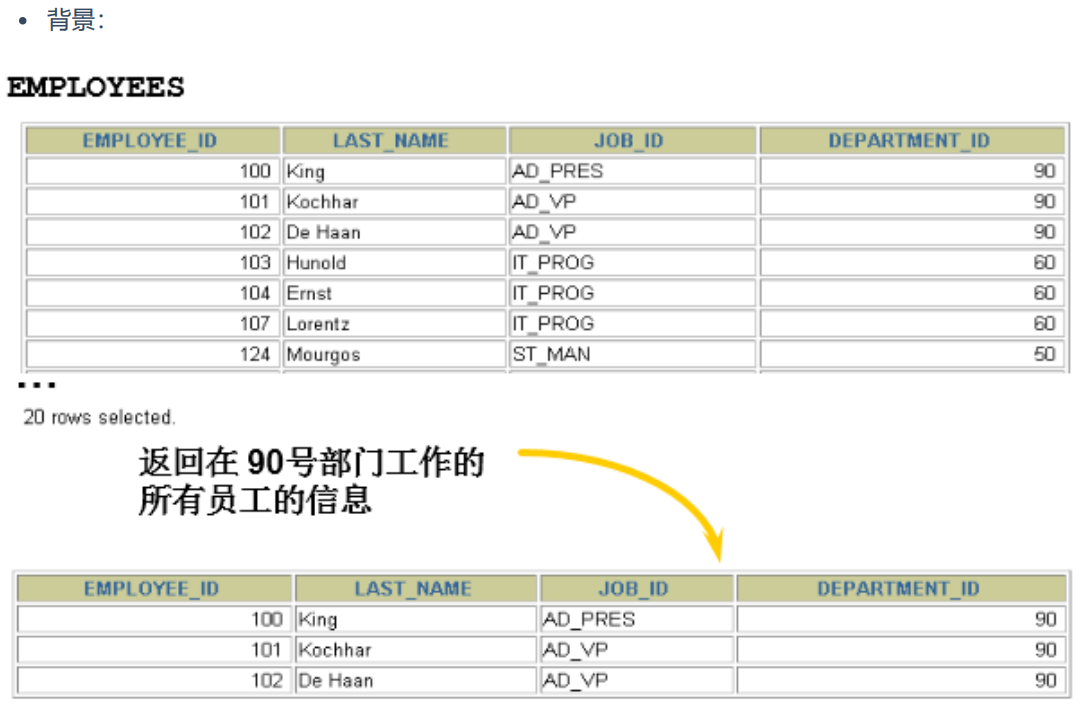 • 背景：
EMPLOYEES
EMPLOYEE_ID LAST_NAME JOB_ID DEPARTMENT_ID
100 King AD_PRES 90
101 Kochhar AD_VP 90
102 De Haan AD_VP 90
103 Hunold IT_PROG 60
104 Ernst IT_PROG 60
107 Lorentz IT_PROG 60
124 Mourgos ST_MAN 50
...
20 rows selected.
返回在 90号部门工作的
所有员工的信息
EMPLOYEE_ID LAST_NAME JOB_ID DEPARTMENT_ID
100 King AD_PRES 90
101 Kochhar AD_VP 90
102 De Haan AD_VP 90